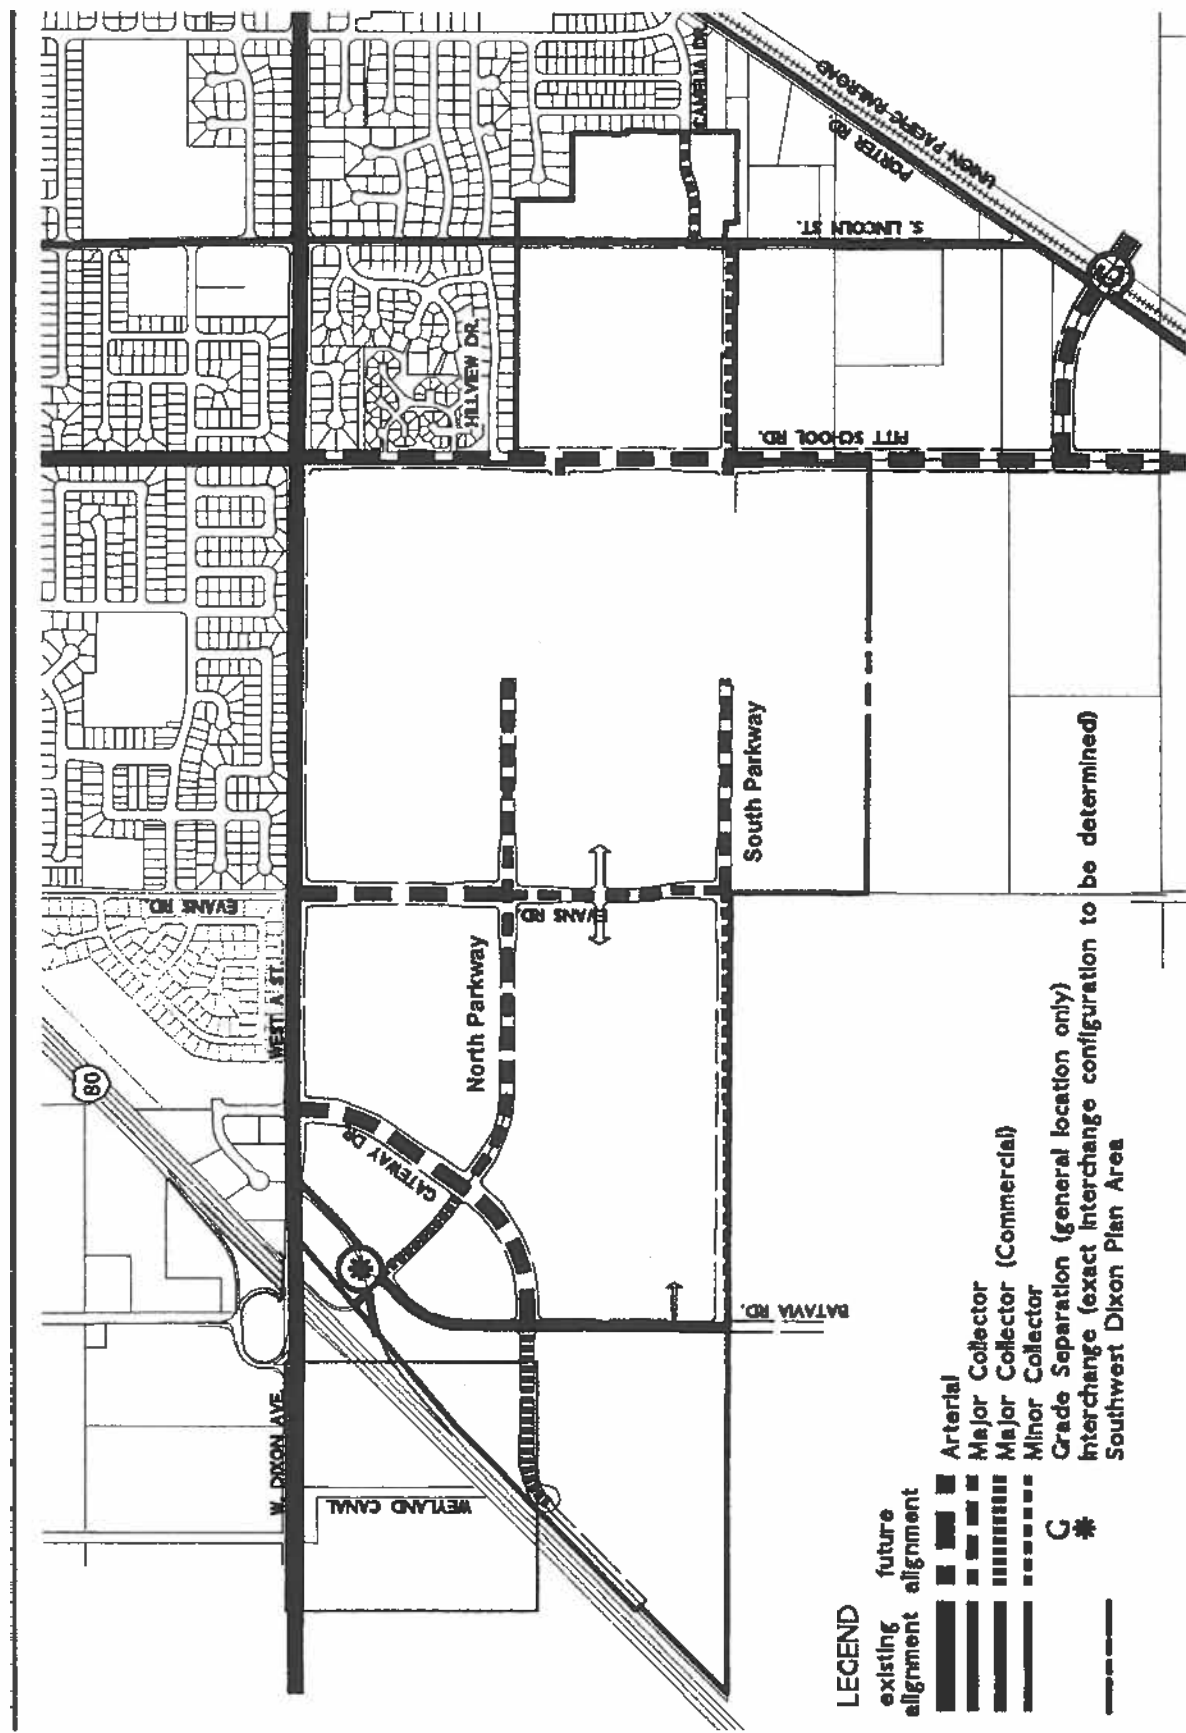 CAMELIA DR.
UNION PACIFIC RAILROAD
PORTER RD.
S. LINCOLN ST.
G
HILLVIEW DR.
PITT SCHOOL RD.
EVANS RD.
EVANS RD.
South Parkway
North Parkway
WEST A ST.
80
GATEWAY DR.
BATAVIA RD.
W. DIXON AVE.
WEYLAND CANAL
LEGEND
existing future
alignment alignment
Arterial
Major Collector
Major Collector (Commercial)
Minor Collector
G Grade Separation (general location only)
Interchange (exact interchange configuration to be determined)
Southwest Dixon Plan Area